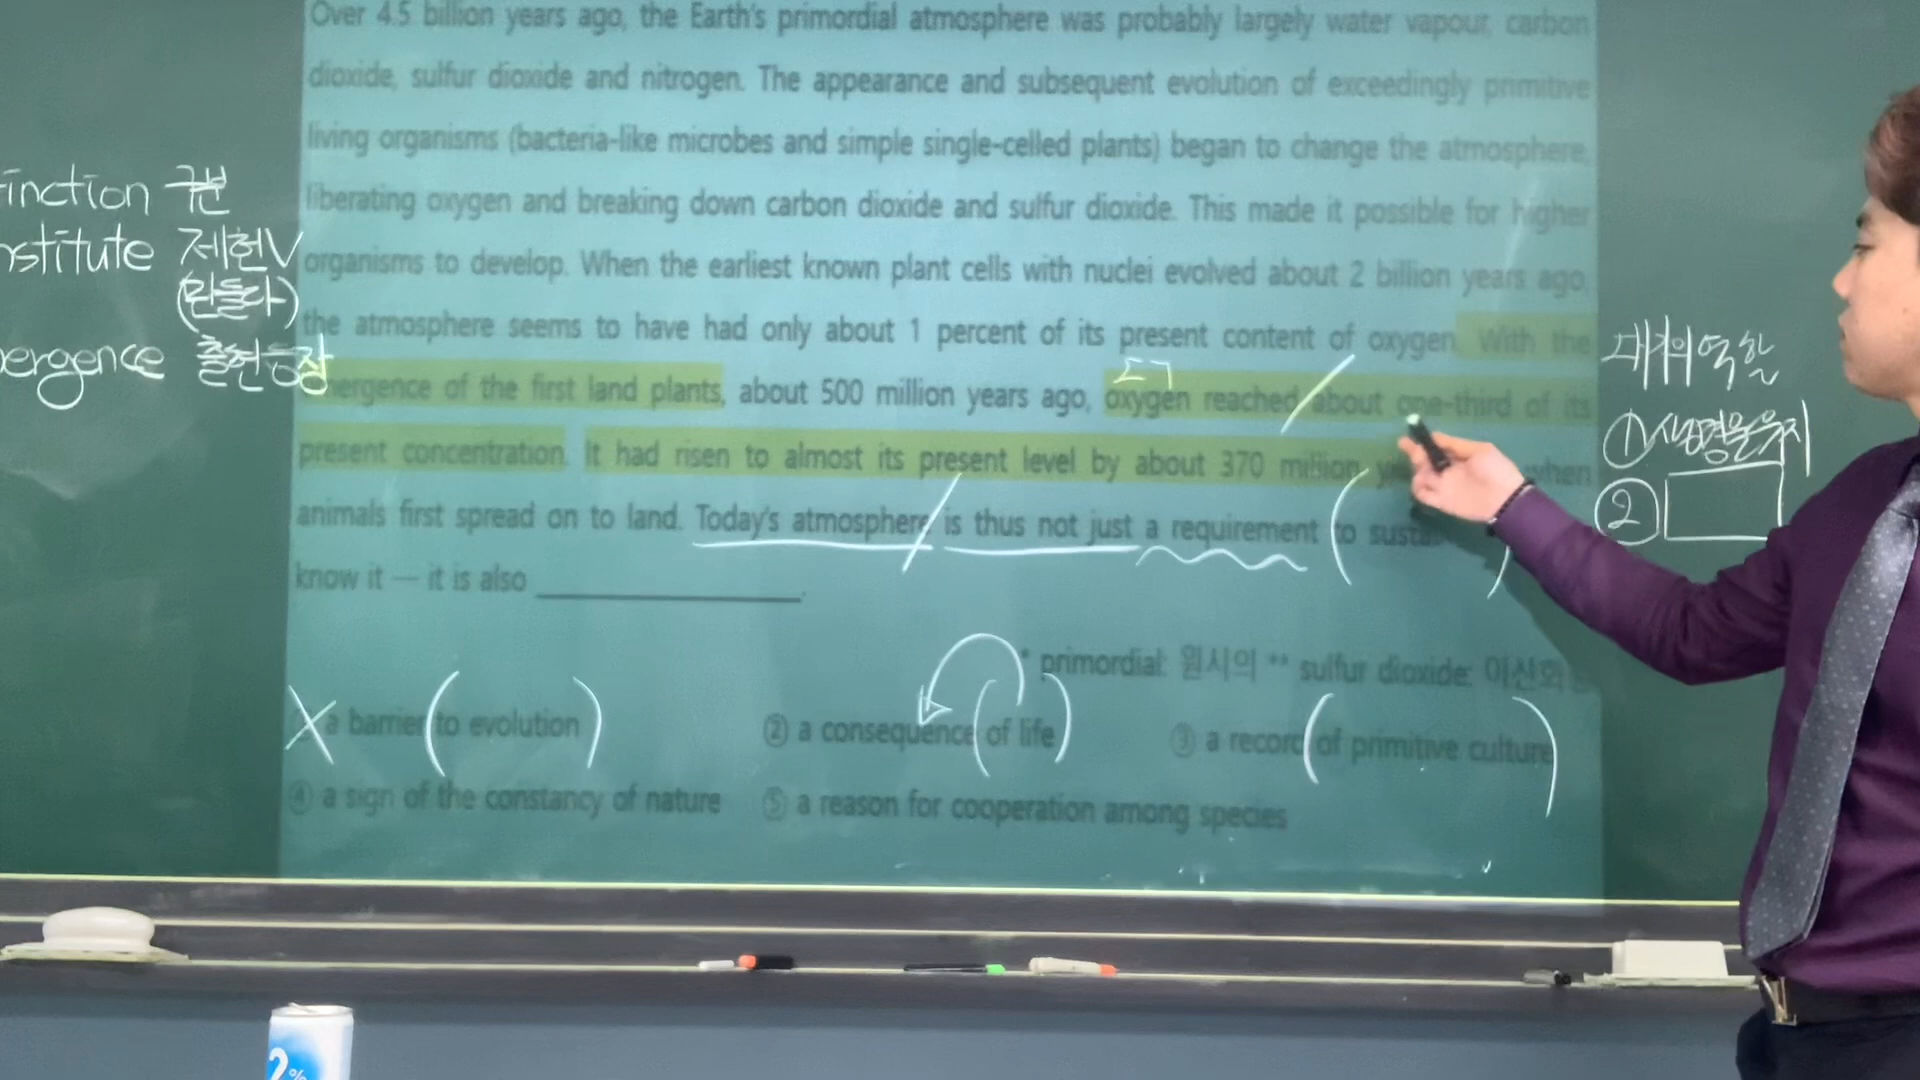 Over 4.5 billion years ago, the Earth's primordial atmosphere was probably largely water vapour, carbon
dioxide, sulfur dioxide and nitrogen. The appearance and subsequent evolution of exceedingly primitive
living organisms (bacteria-like microbes and simple single-celled plants) began to change the atmosphere,
liberating oxygen and breaking down carbon dioxide and sulfur dioxide. This made it possible for higher
organisms to develop. When the earliest known plant cells with nuclei evolved about 2 billion years ago,
the atmosphere seems to have had only about 1 percent of its present content of oxygen. With the
mergence of the first land plants, about 500 million years ago, oxygen reached about one-third of its
present concentration. It had risen to almost its present level by about 370 million when
animals first spread on to land. Today's atmosphere is thus not just a requirement to susta
know it — it is also ____________.
* primordial: 원시의 ** sulfur dioxide: 이산화
a barrier to evolution ② a consequence of life ③ a record of primitive culture
④ a sign of the constancy of nature ⑤ a reason for cooperation among species
inction 구분
nstitute 제헌V
(만들다)
ergence 출현등장
대기의 역할
① 생명을유지
②
2%